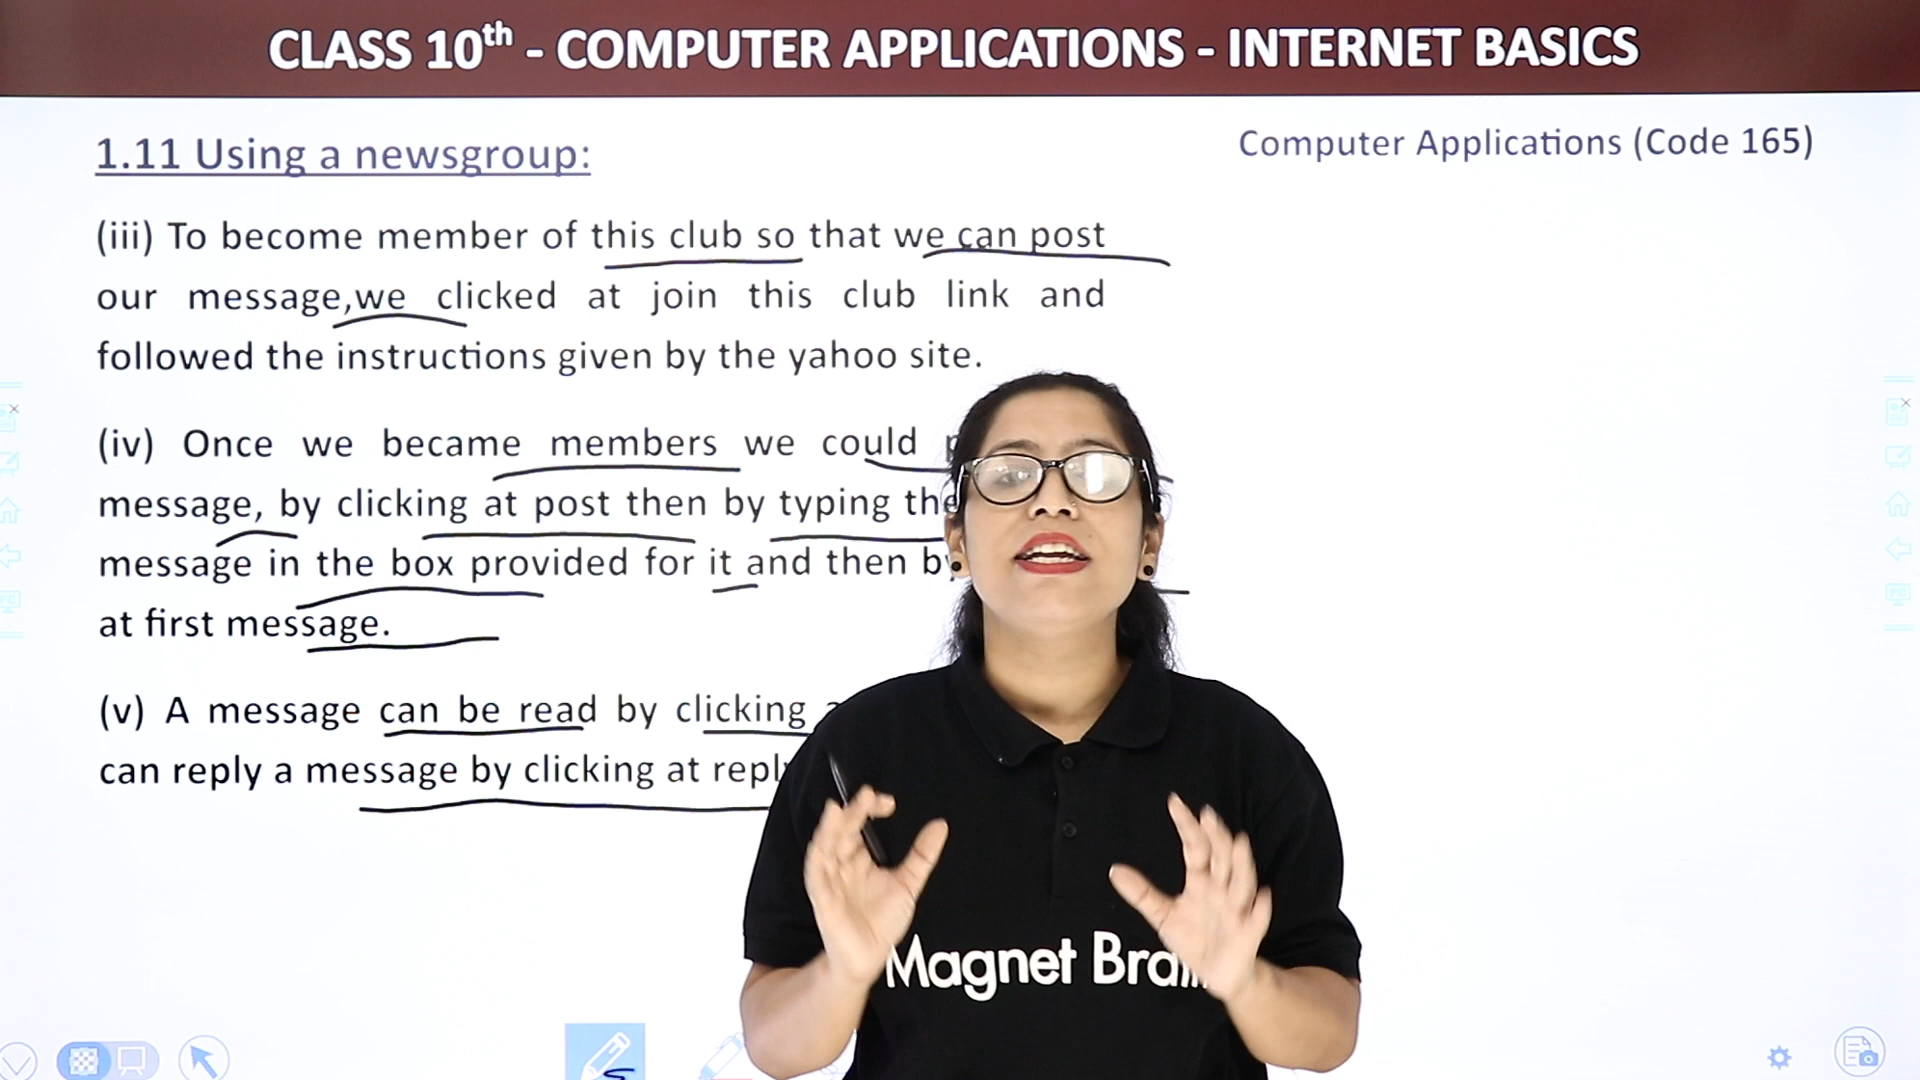 CLASS 10th - COMPUTER APPLICATIONS - INTERNET BASICS
1.11 Using a newsgroup:
Computer Applications (Code 165)
(iii) To become member of this club so that we can post
our message,we clicked at join this club link and
followed the instructions given by the yahoo site.
(iv) Once we became members we could
message, by clicking at post then by typing the
message in the box provided for it and then
at first message.
(v) A message can be read by clicking
can reply a message by clicking at
Magnet